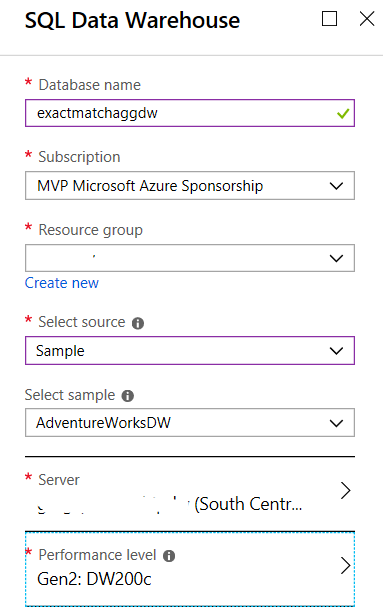 SQL Data Warehouse
* Database name
exactmatchaggdw
* Subscription
MVP Microsoft Azure Sponsorship
* Resource group
Create new
* Select source
Sample
Select sample
AdventureWorksDW
* Server
(South Centr...
* Performance level
Gen2: DW200c